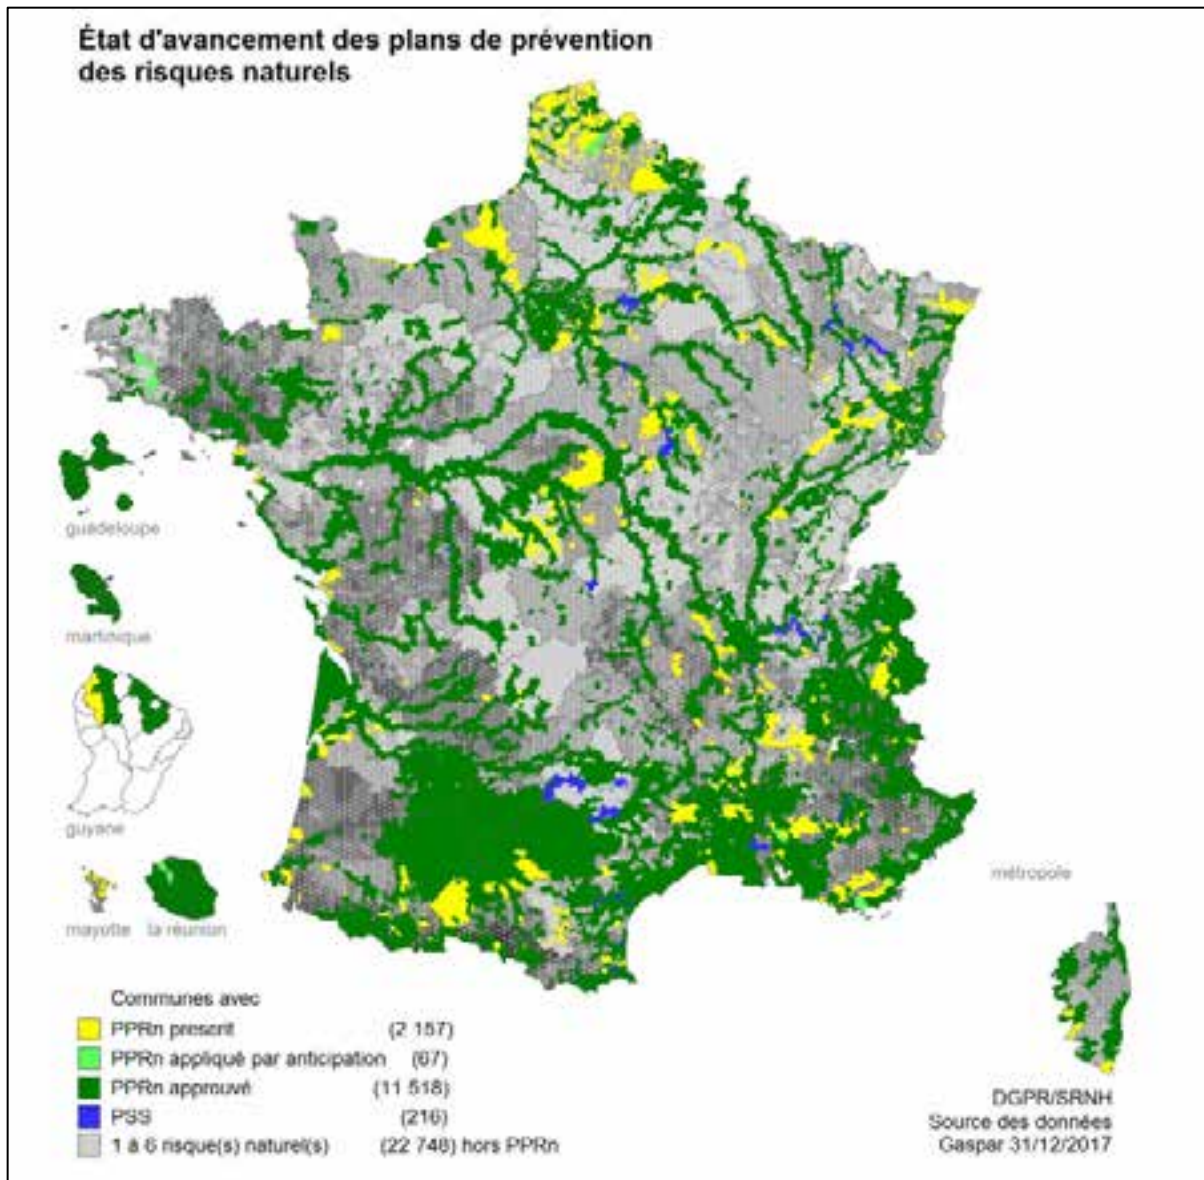 État d'avancement des plans de prévention
des risques naturels
guadeloupe
martinique
guyane
mayotte
la réunion
métropole
Communes avec
PPRn prescrit (2 157)
PPRn appliqué par anticipation (67)
PPRn approuvé (11 518)
PSS (216)
1 à 6 risque(s) naturel(s) (22 748) hors PPRn
DGPR/SRNH
Source des données
Gaspar 31/12/2017